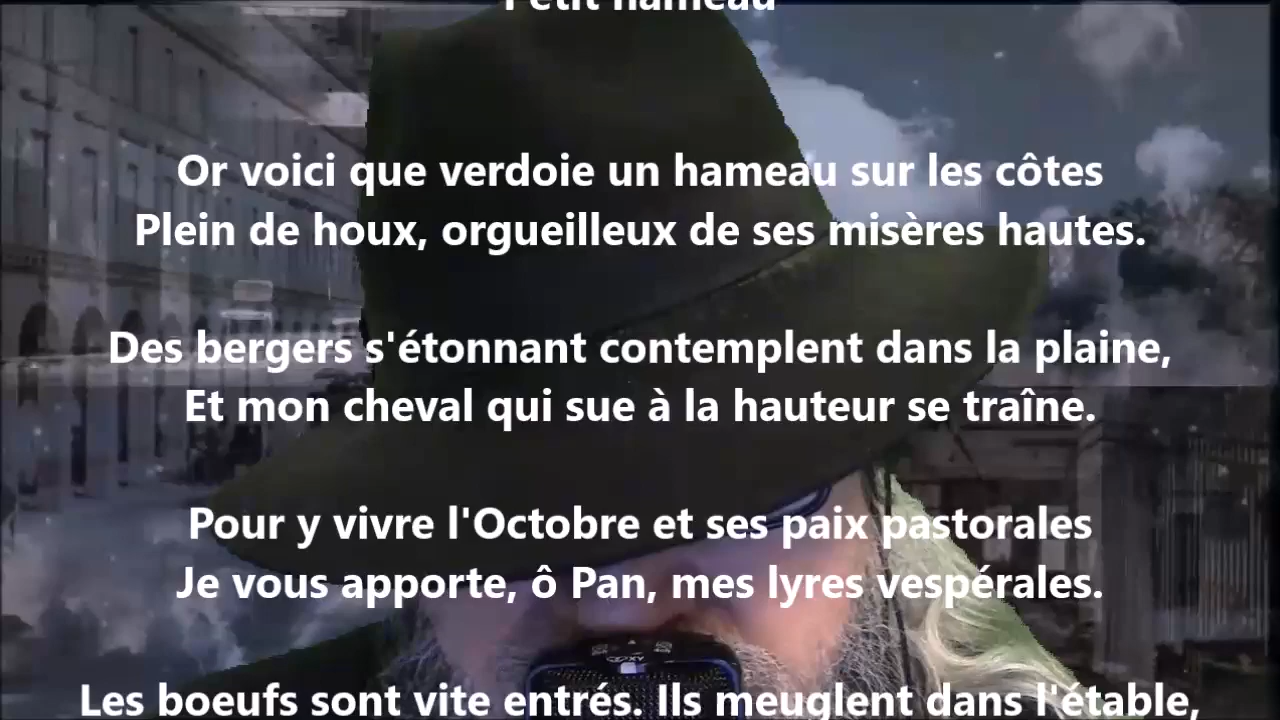 Petit hameau
Or voici que verdoie un hameau sur les côtes
Plein de houx, orgueilleux de ses misères hautes.
Des bergers s'étonnant contemplent dans la plaine,
Et mon cheval qui sue à la hauteur se traîne.
Pour y vivre l'Octobre et ses paix pastorales
Je vous apporte, ô Pan, mes lyres vespérales.
Les boeufs sont vite entrés. Ils meuglent dans l'étable,